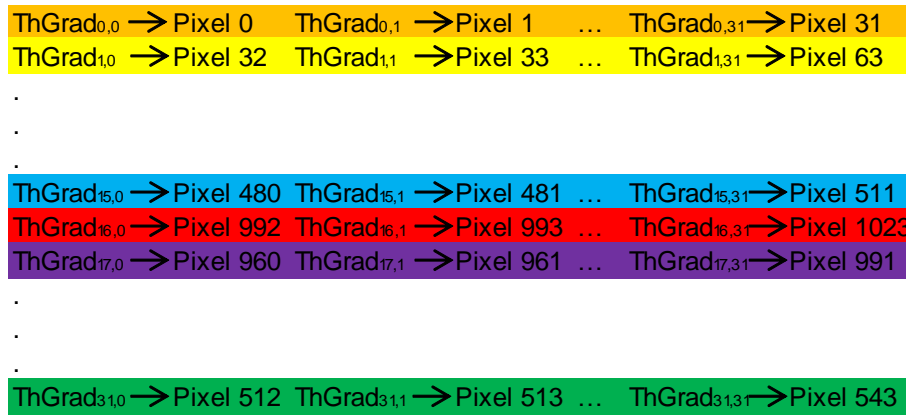 ThGrad0,0 → Pixel 0 ThGrad0,1 → Pixel 1 … ThGrad0,31 → Pixel 31
ThGrad1,0 → Pixel 32 ThGrad1,1 → Pixel 33 … ThGrad1,31 → Pixel 63
.
.
.
ThGrad15,0 → Pixel 480 ThGrad15,1 → Pixel 481 … ThGrad15,31 → Pixel 511
ThGrad16,0 → Pixel 992 ThGrad16,1 → Pixel 993 … ThGrad16,31 → Pixel 1023
ThGrad17,0 → Pixel 960 ThGrad17,1 → Pixel 961 … ThGrad17,31 → Pixel 991
.
.
.
ThGrad31,0 → Pixel 512 ThGrad31,1 → Pixel 513 … ThGrad31,31 → Pixel 543